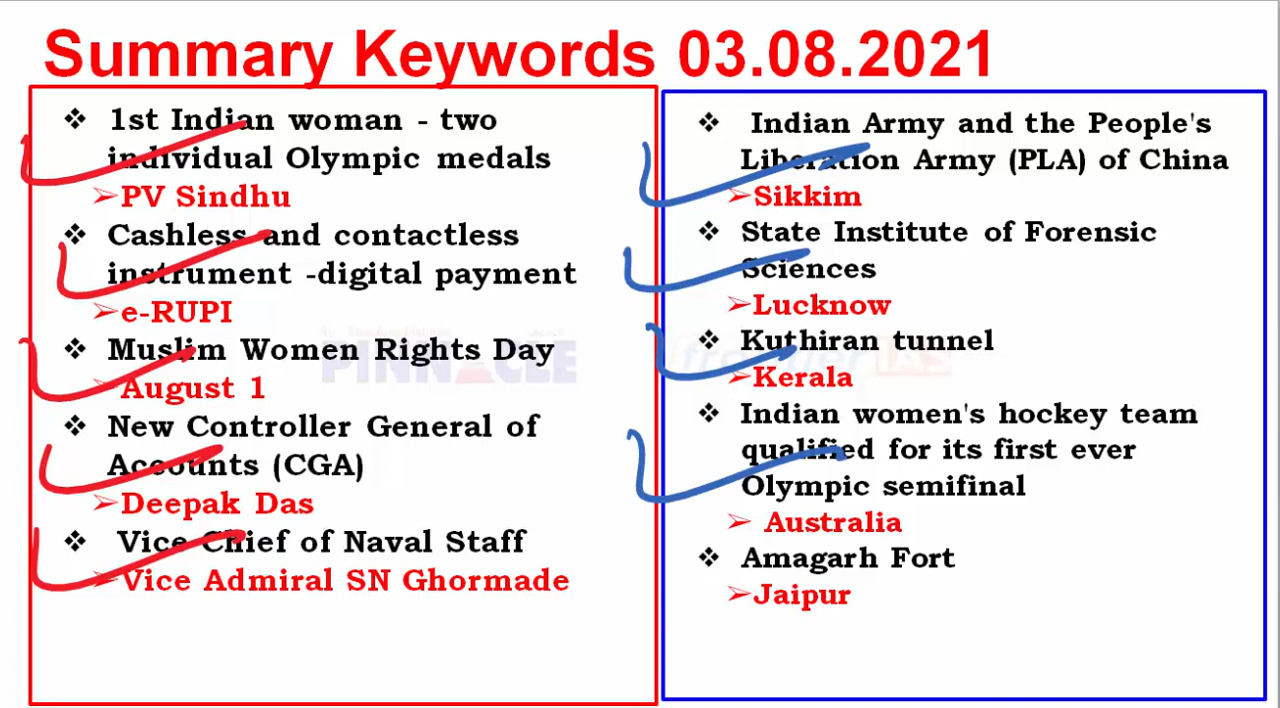 Summary Keywords 03.08.2021
❖ 1st Indian woman - two
individual Olympic medals
➢PV Sindhu
❖ Cashless and contactless
instrument -digital payment
➢e-RUPI
❖ Muslim Women Rights Day
➢August 1
❖ New Controller General of
Accounts (CGA)
➢Deepak Das
❖ Vice Chief of Naval Staff
➢Vice Admiral SN Ghormade
❖ Indian Army and the People's
Liberation Army (PLA) of China
➢Sikkim
❖ State Institute of Forensic
Sciences
➢Lucknow
❖ Kuthiran tunnel
➢Kerala
❖ Indian women's hockey team
qualified for its first ever
Olympic semifinal
➢ Australia
❖ Amagarh Fort
➢Jaipur
PINNACLE
frontier IAS